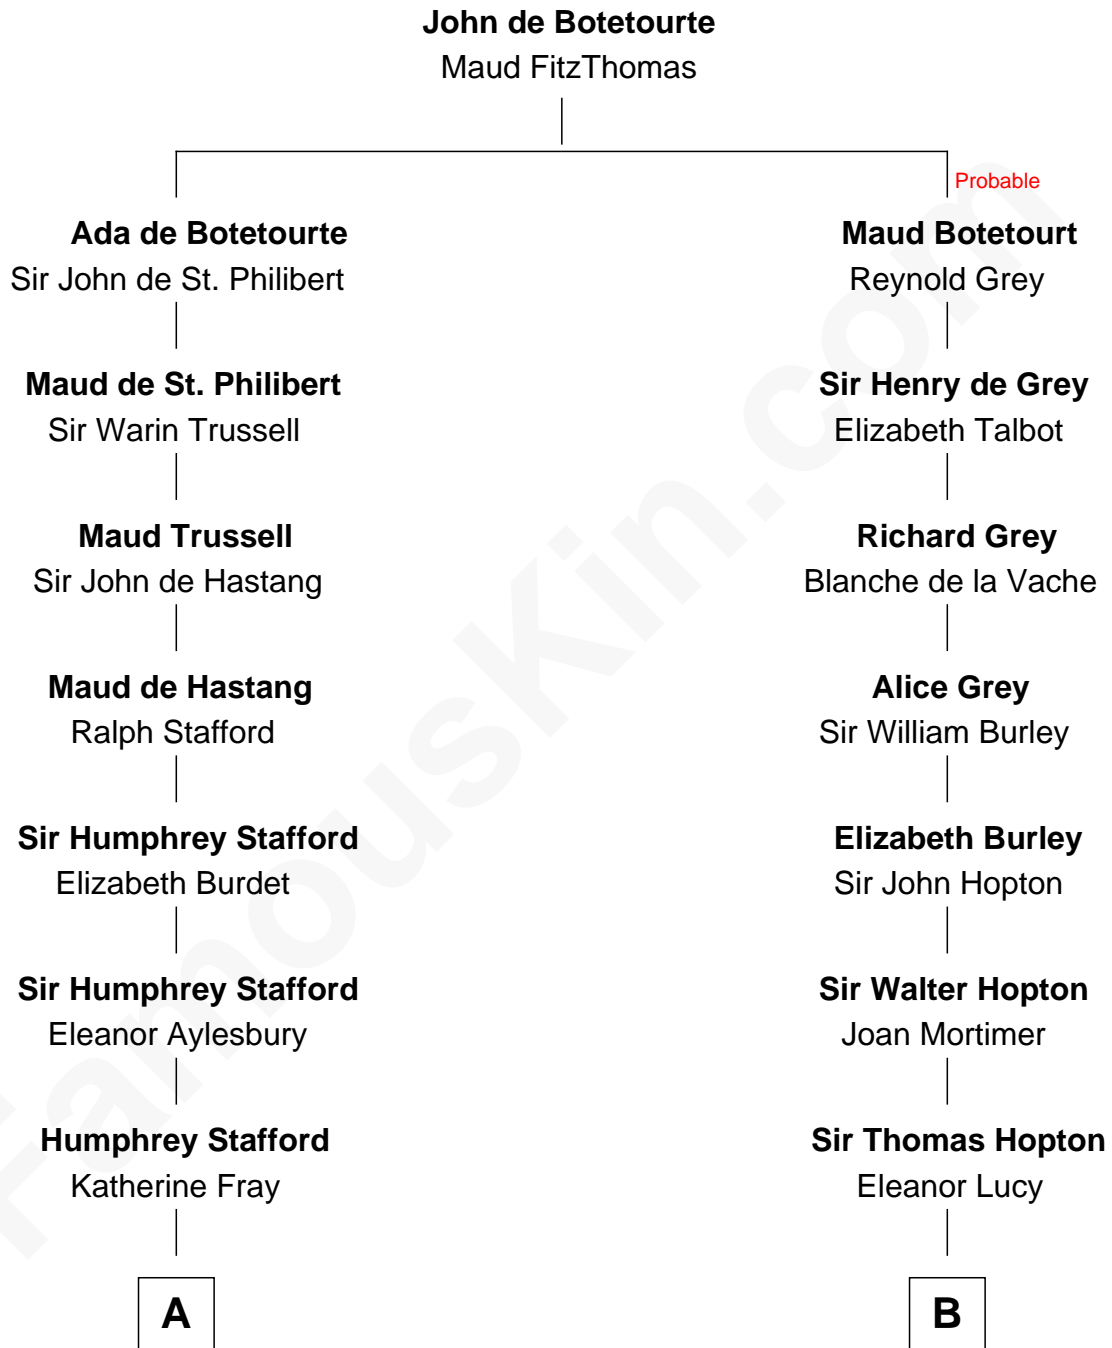 John de Botetourte
Maud FitzThomas
Probable
Ada de Botetourte
Sir John de St. Philibert
Maud Botetourt
Reynold Grey
Maud de St. Philibert
Sir Warin Trussell
Sir Henry de Grey
Elizabeth Talbot
Maud Trussell
Sir John de Hastang
Richard Grey
Blanche de la Vache
Maud de Hastang
Ralph Stafford
Alice Grey
Sir William Burley
Sir Humphrey Stafford
Elizabeth Burdet
Elizabeth Burley
Sir John Hopton
Sir Humphrey Stafford
Eleanor Aylesbury
Sir Walter Hopton
Joan Mortimer
Humphrey Stafford
Katherine Fray
Sir Thomas Hopton
Eleanor Lucy
A
B
FamousKin.com